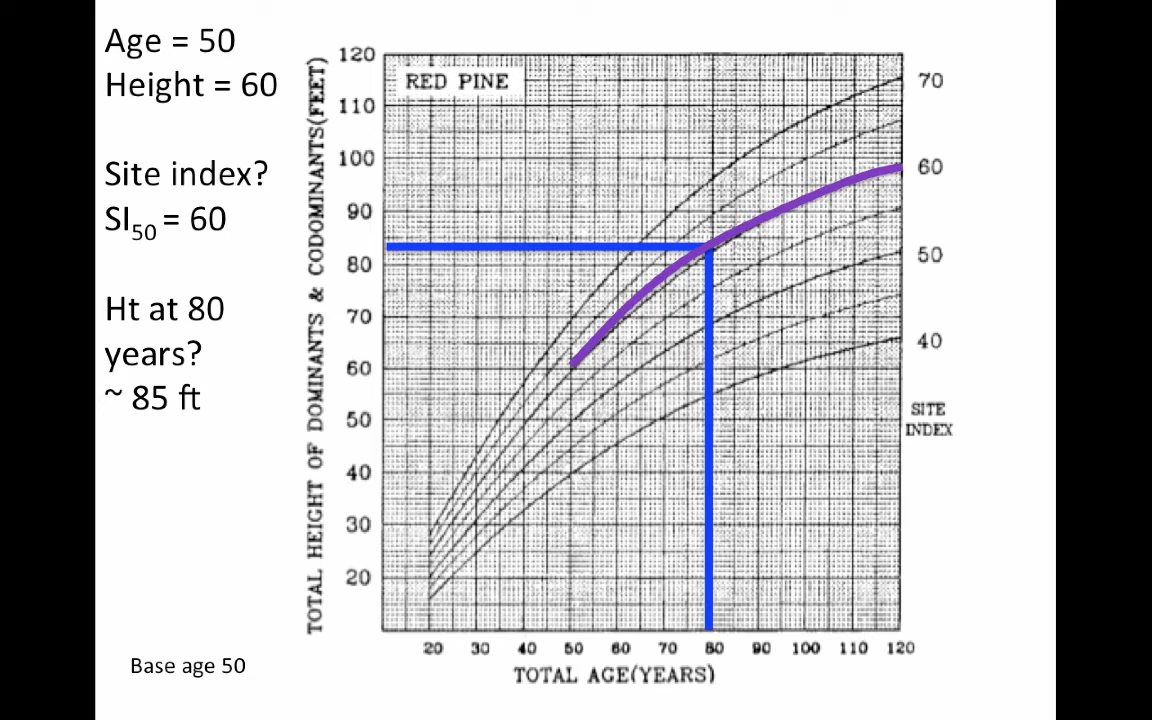 Age = 50
Height = 60
Site index?
SI50 = 60
Ht at 80
years?
~ 85 ft
Base age 50
RED PINE
TOTAL HEIGHT OF DOMINANTS & CODOMINANTS(FEET)
120
110
100
90
80
70
60
50
40
30
20
70
60
50
40
SITE
INDEX
20 30 40 50 60 70 80 90 100 110 120
TOTAL AGE(YEARS)